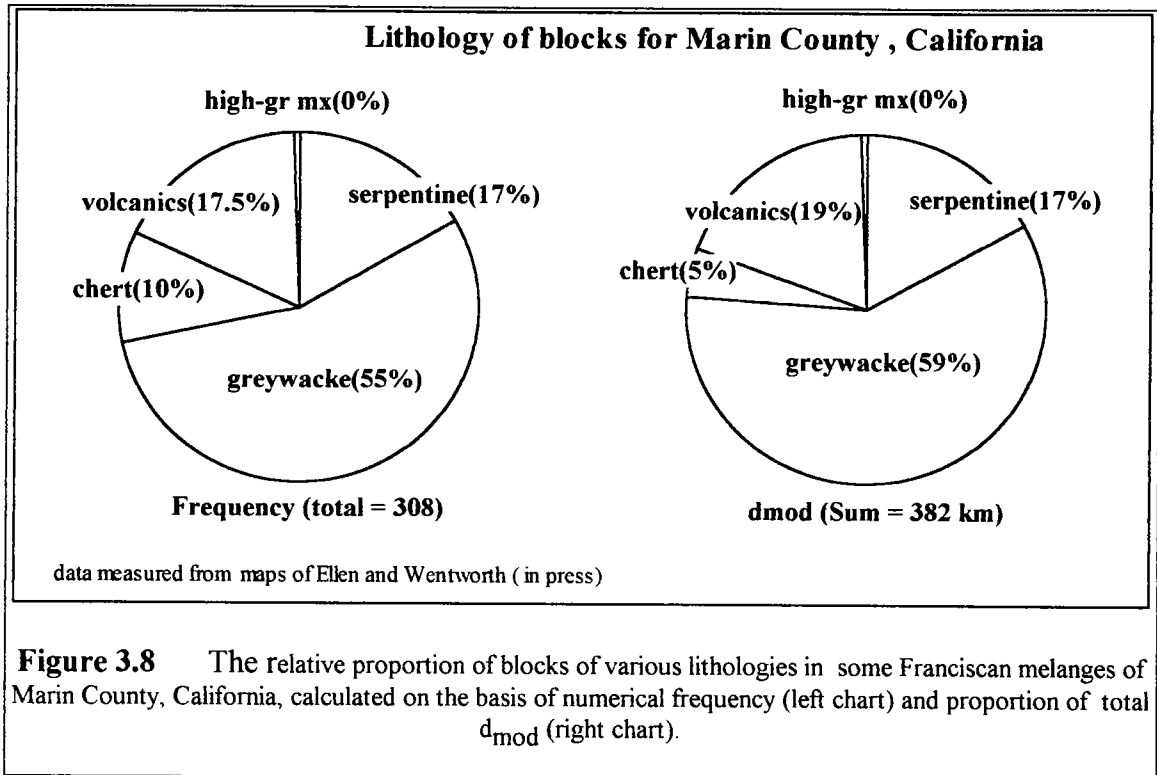 Lithology of blocks for Marin County , California
high-gr mx(0%)
volcanics(17.5%)
serpentine(17%)
chert(10%)
greywacke(55%)
Frequency (total = 308)
high-gr mx(0%)
volcanics(19%)
serpentine(17%)
chert(5%)
greywacke(59%)
dmod (Sum = 382 km)
data measured from maps of Ellen and Wentworth ( in press)
Figure 3.8 The relative proportion of blocks of various lithologies in some Franciscan melanges of
Marin County, California, calculated on the basis of numerical frequency (left chart) and proportion of total
dmod (right chart).